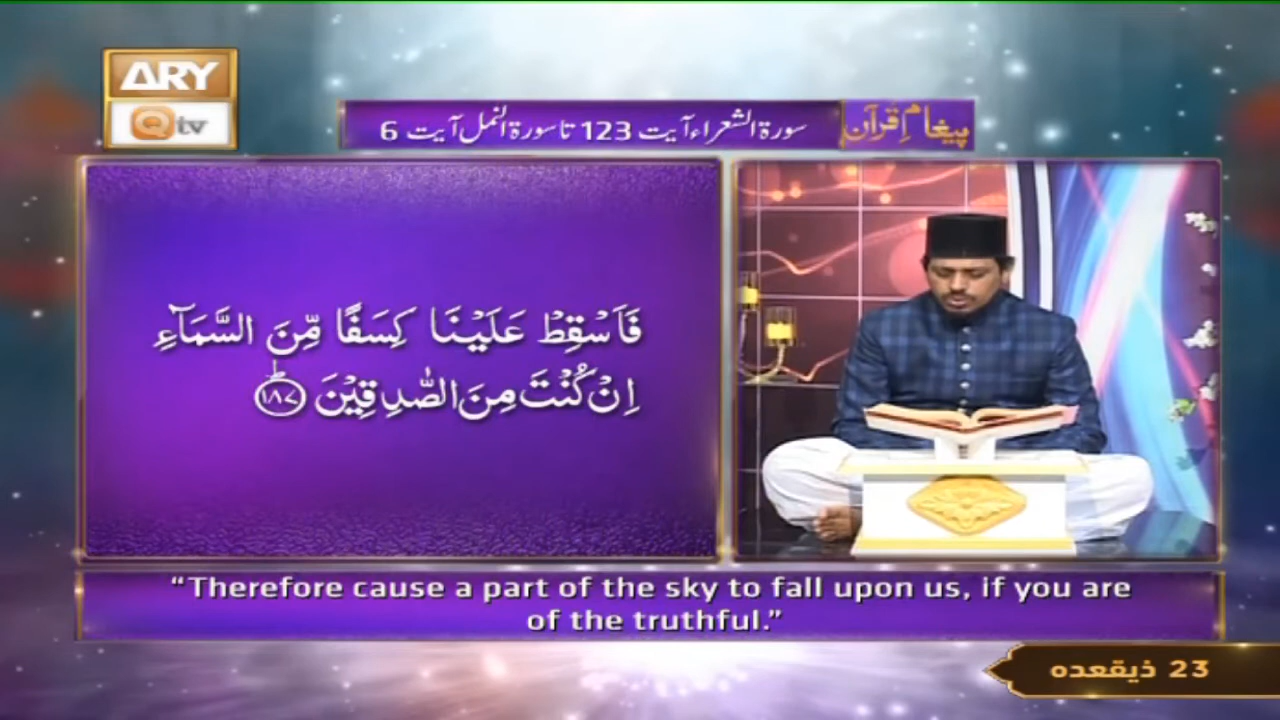 ARY
Qtv
پیغامِ قرآن
سورۃ الشعراء آیت 123 تا سورۃ النمل آیت 6
فَاَسْقِطْ عَلَیْنَا کِسَفًا مِّنَ السَّمَآءِ
اِنْ کُنْتَ مِنَ الصّٰدِقِیْنَ ﴿۱۸۷﴾ؕ
“Therefore cause a part of the sky to fall upon us, if you are
of the truthful.”
23 ذیقعدہ